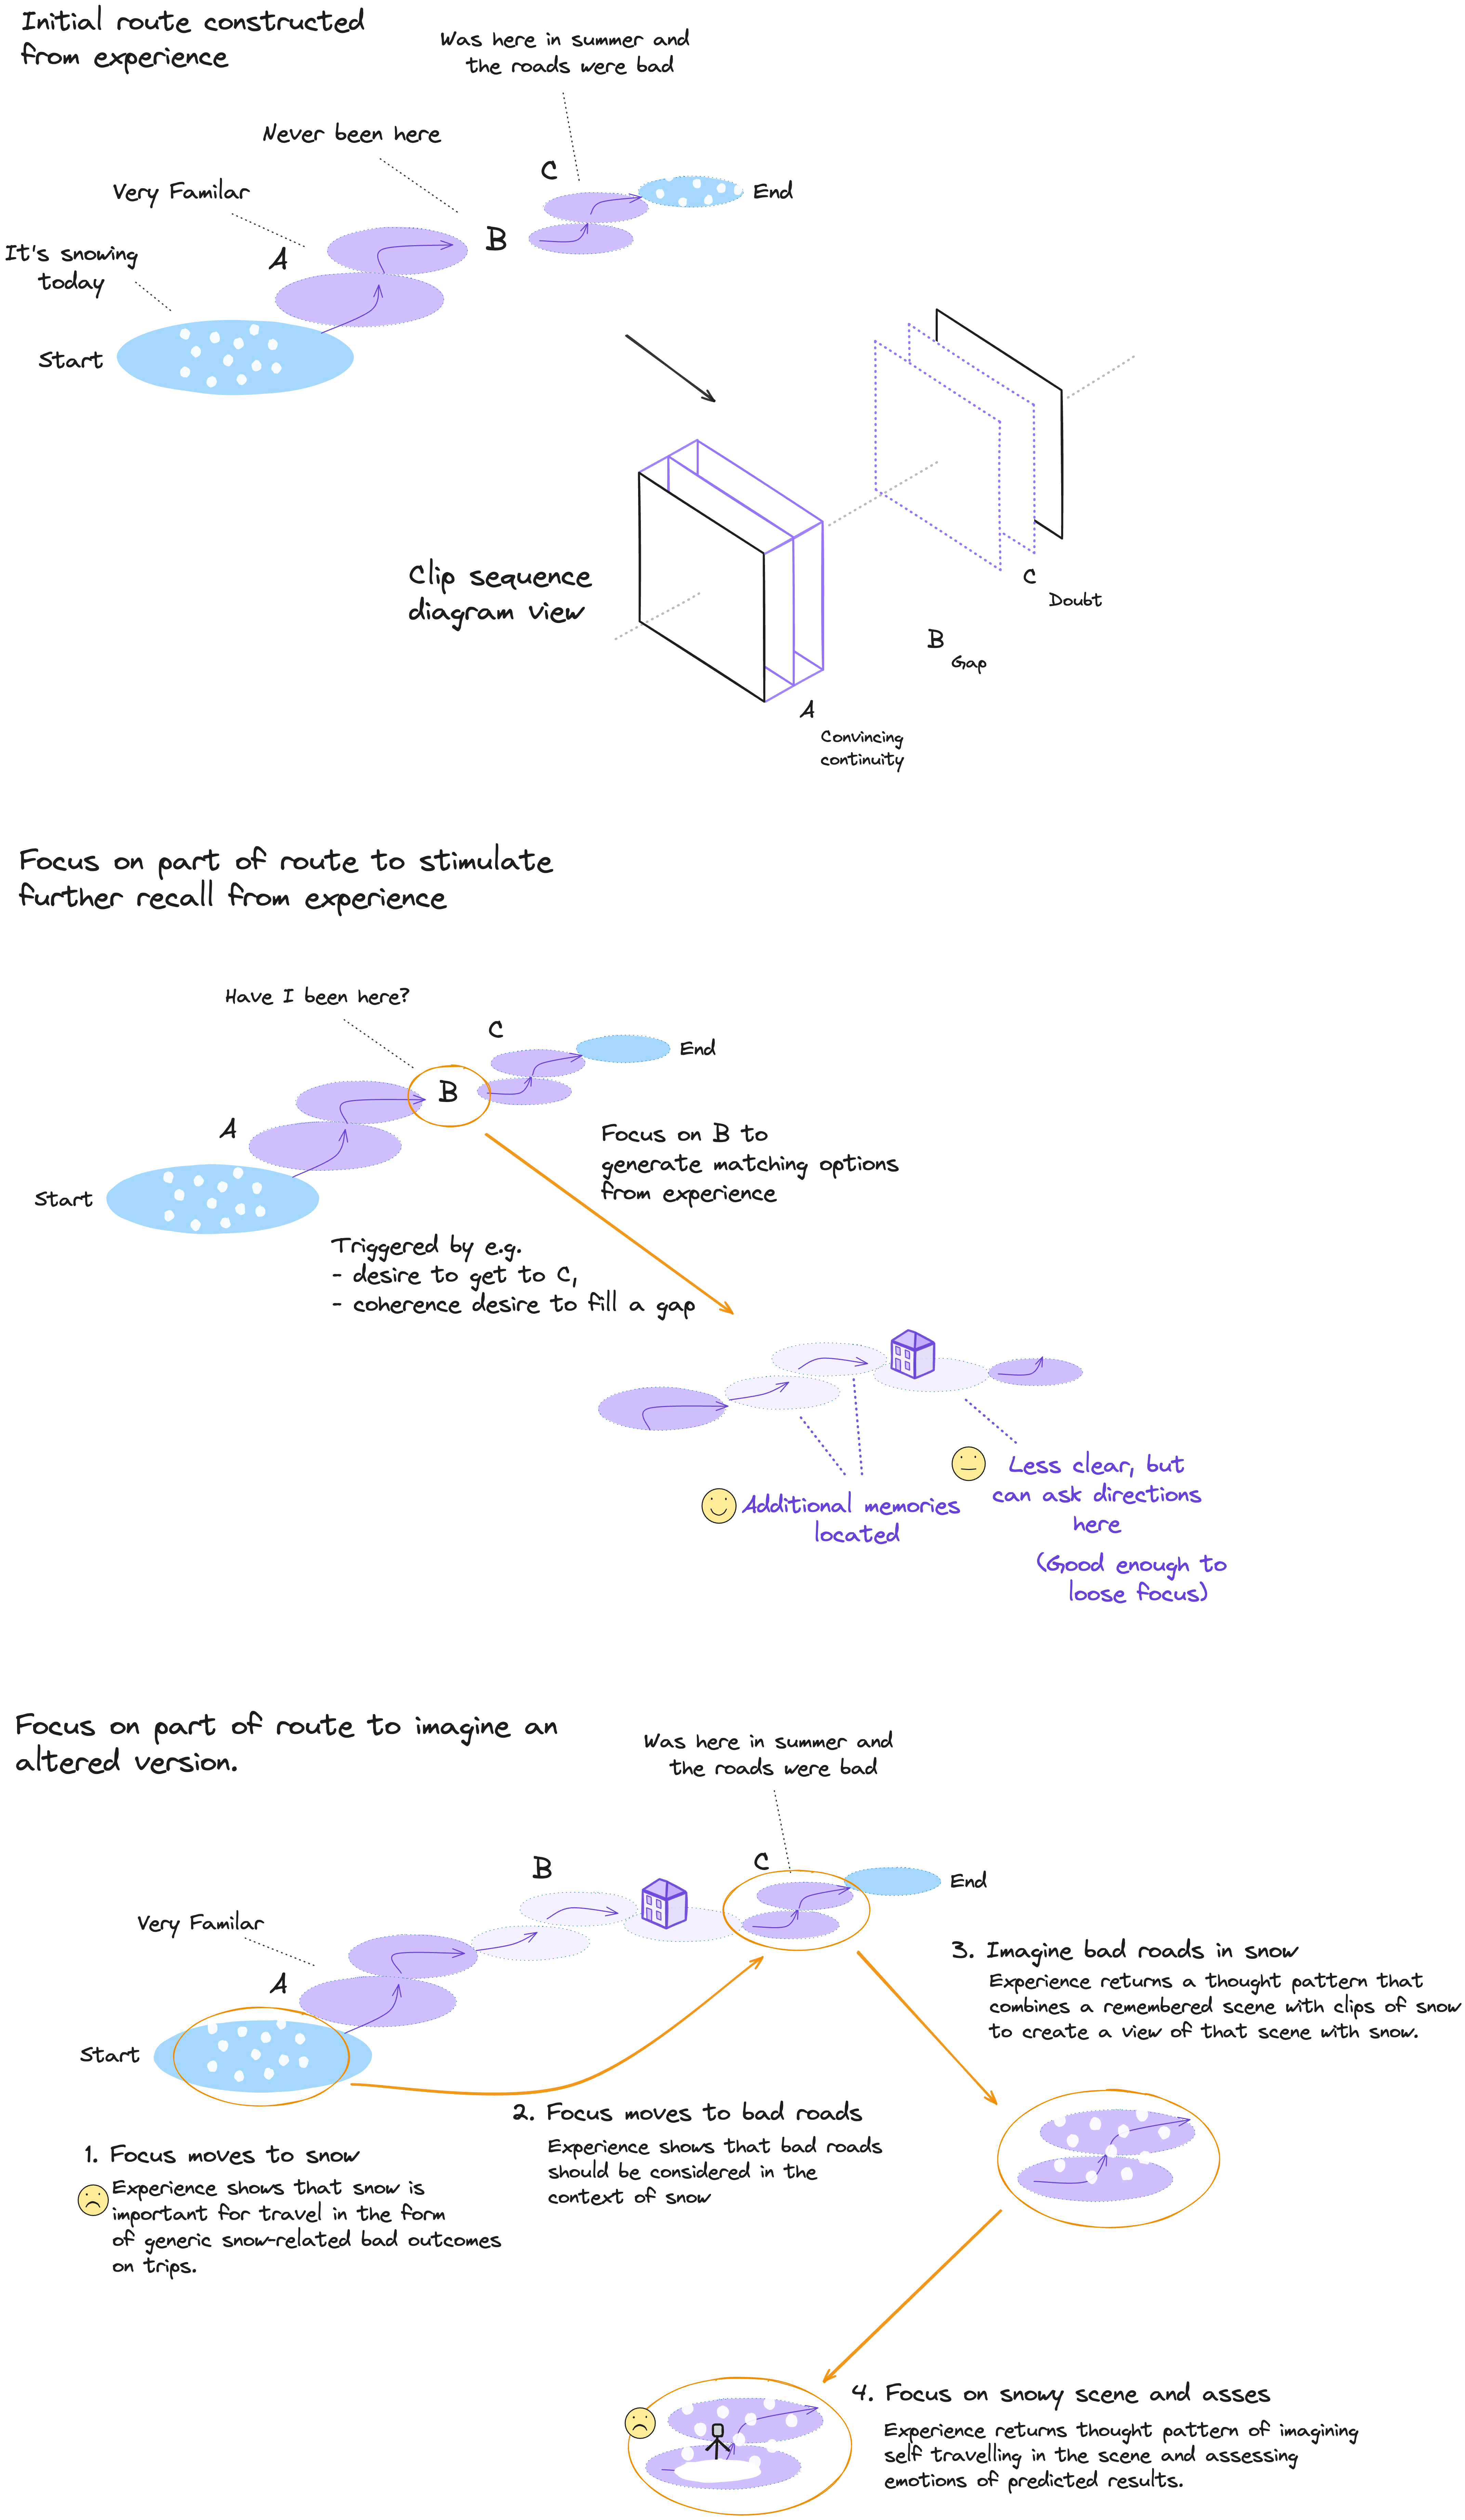 Initial route constructed
from experience
Was here in summer and
the roads were bad
Never been here
C
Very Familar
End
B
A
It's snowing
today
Start
Clip sequence
diagram view
C
Doubt
B
Gap
A
Convincing
continuity
Focus on part of route to stimulate
further recall from experience
Have I been here?
C
End
B
A
Focus on B to
generate matching options
from experience
Start
Triggered by e.g.
- desire to get to C,
- coherence desire to fill a gap
Less clear, but
can ask directions
here
Additional memories
located
(Good enough to
loose focus)
Focus on part of route to imagine an
altered version.
Was here in summer and
the roads were bad
B
C
End
Very Familar
A
Start
3. Imagine bad roads in snow
Experience returns a thought pattern that
combines a remembered scene with clips of snow
to create a view of that scene with snow.
2. Focus moves to bad roads
Experience shows that bad roads
should be considered in the
context of snow
1. Focus moves to snow
Experience shows that snow is
important for travel in the form
of generic snow-related bad outcomes
on trips.
4. Focus on snowy scene and asses
Experience returns thought pattern of imagining
self travelling in the scene and assessing
emotions of predicted results.